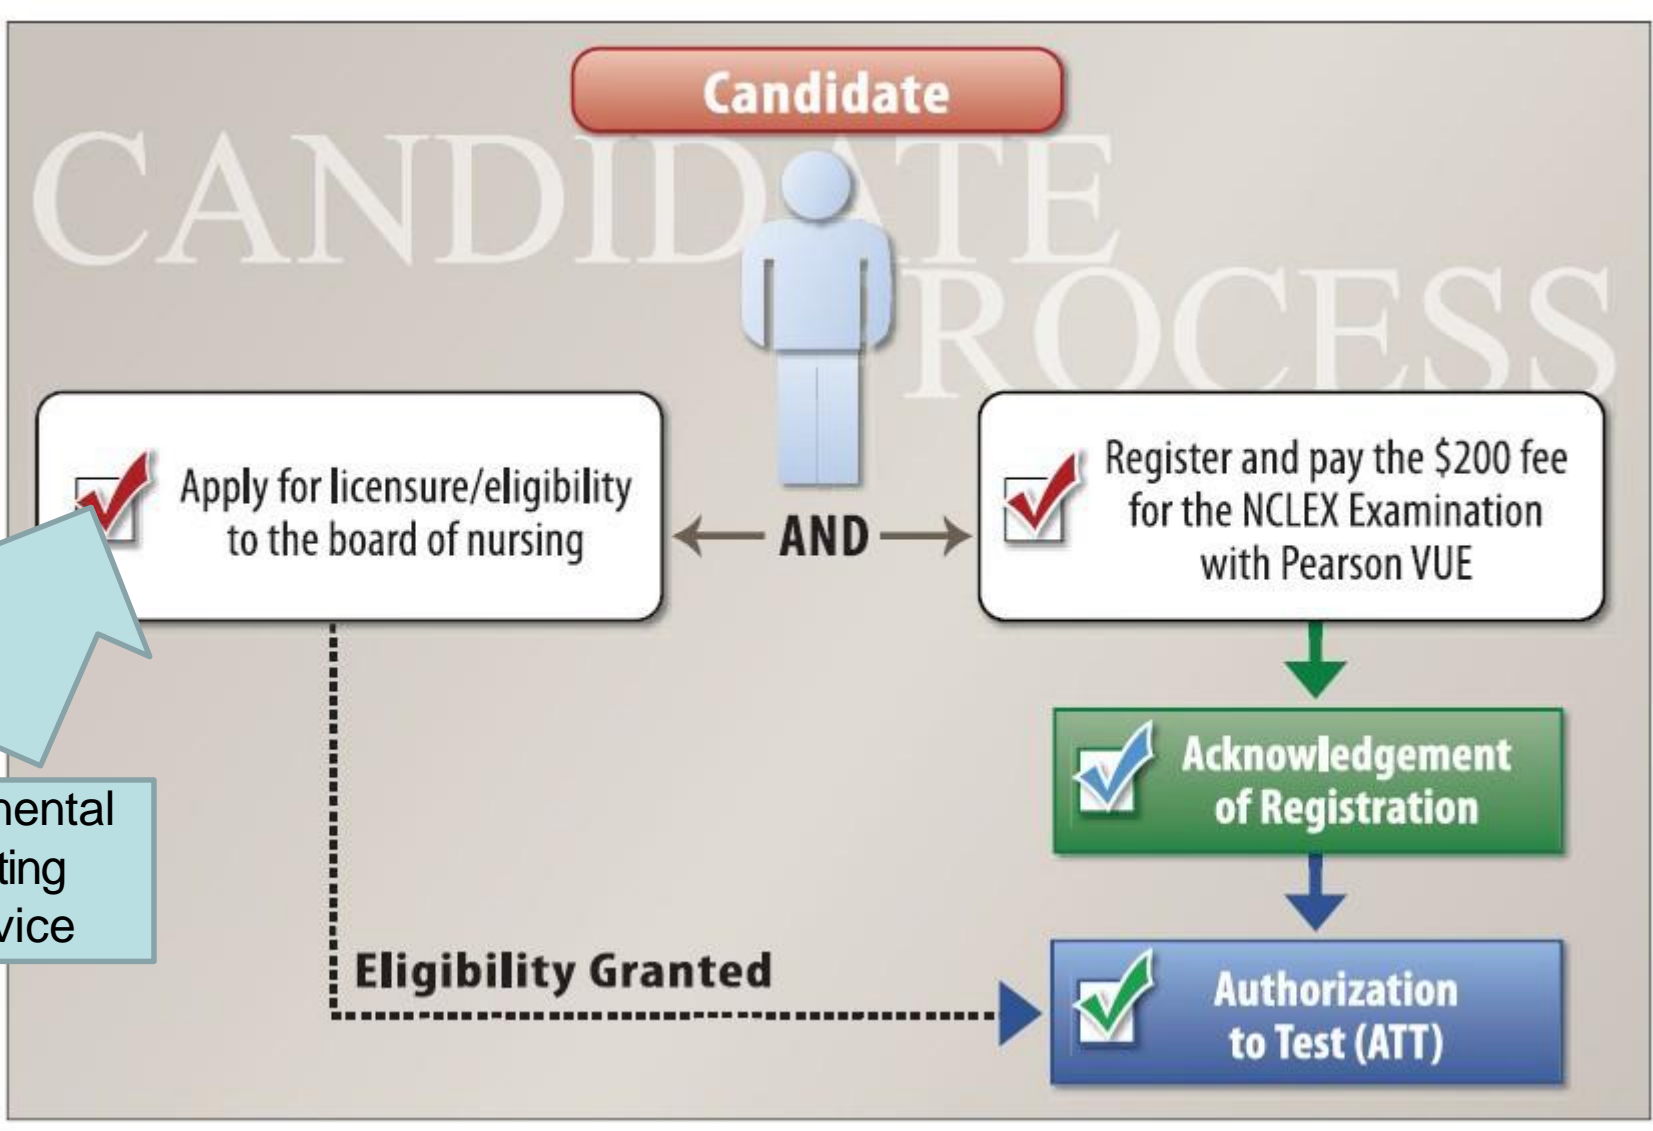 Candidate
CANDIDATE
PROCESS
Apply for licensure/eligibility
to the board of nursing
AND
Register and pay the $200 fee
for the NCLEX Examination
with Pearson VUE
Acknowledgement
of Registration
Eligibility Granted
Authorization
to Test (ATT)